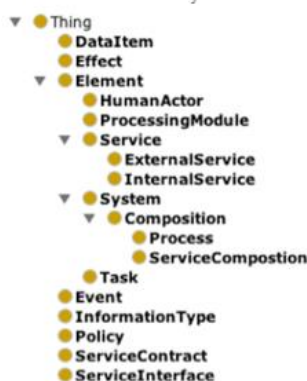 Thing
DataItem
Effect
Element
HumanActor
ProcessingModule
Service
ExternalService
InternalService
System
Composition
Process
ServiceCompostion
Task
Event
InformationType
Policy
ServiceContract
ServiceInterface